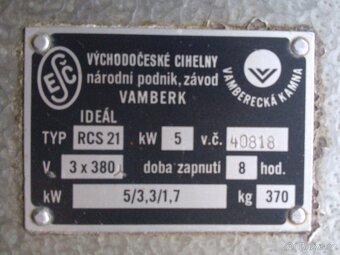 ESČ
VÝCHODOČESKÉ CIHELNY
národní podnik, závod
VAMBERK
VAMBERECKÁ KAMNA
IDEÁL
TYP RCS 21 kW 5 v.č. 40818
V 3 x 380 doba zapnutí 8 hod.
kW 5/3,3/1,7 kg 370